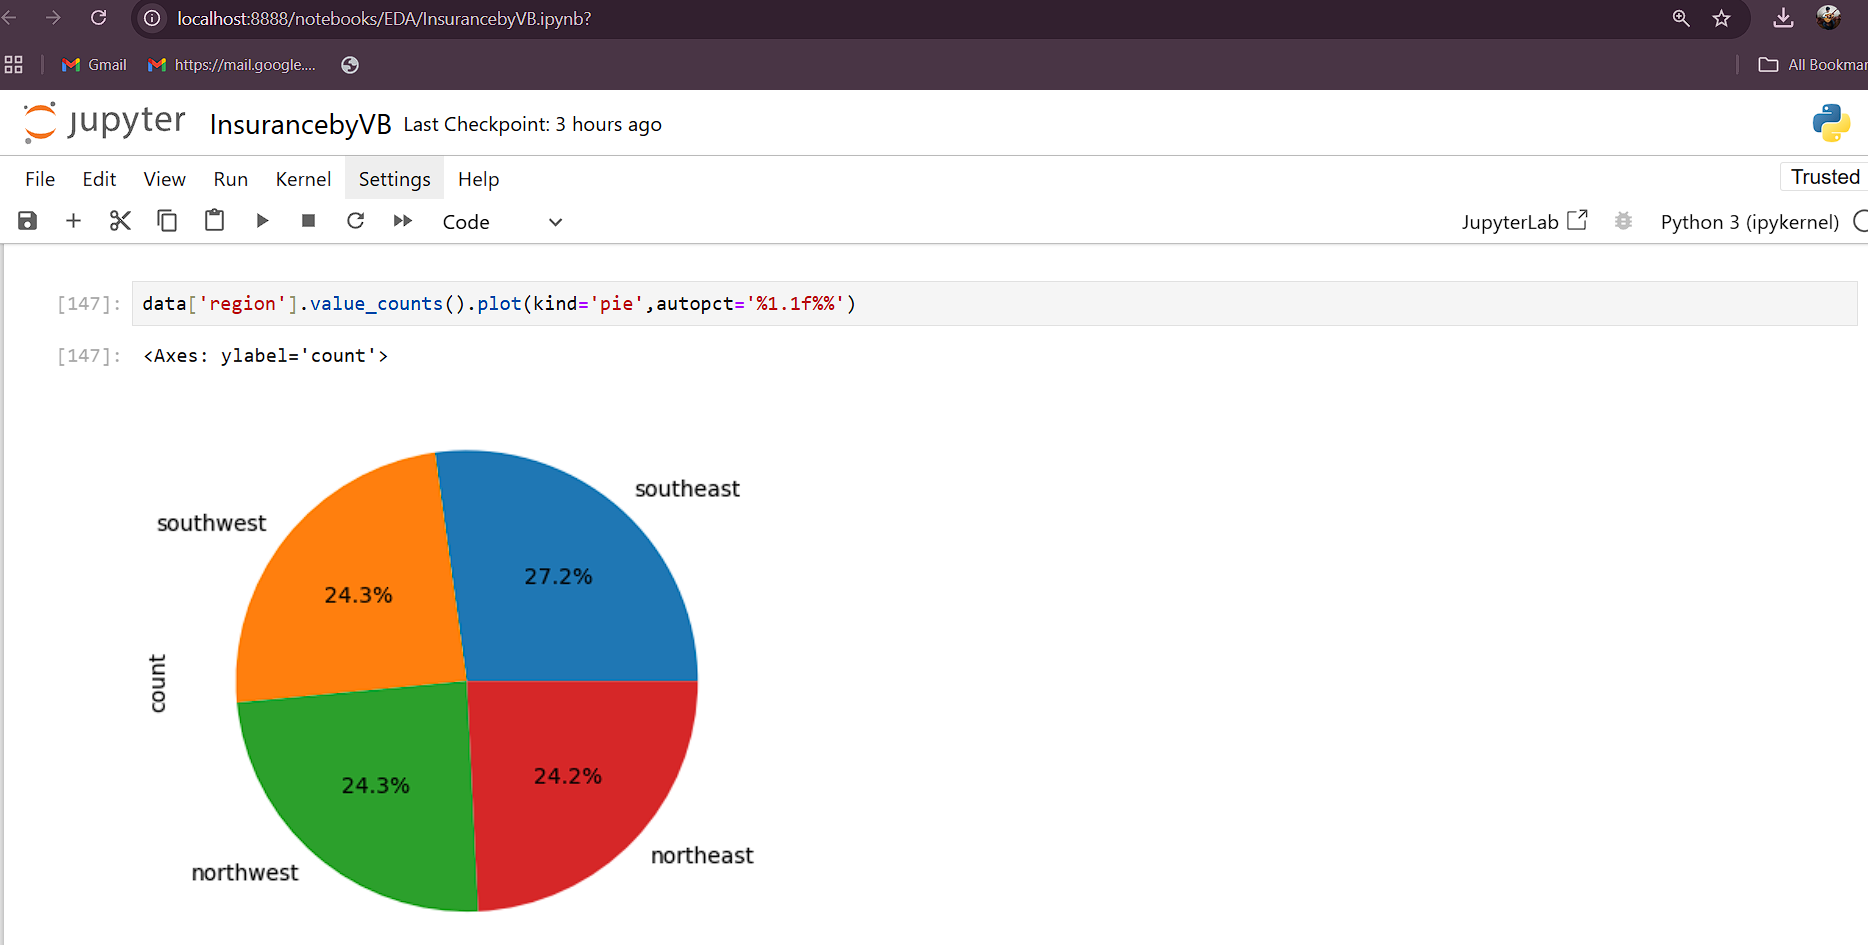 localhost:8888/notebooks/EDA/InsurancebyVB.ipynb?
Gmail https://mail.google.... All Bookmar
jupyter InsurancebyVB Last Checkpoint: 3 hours ago
File Edit View Run Kernel Settings Help
Trusted
Code JupyterLab Python 3 (ipykernel)
[147]: data['region'].value_counts().plot(kind='pie',autopct='%1.1f%%')
[147]: <Axes: ylabel='count'>
southeast
southwest
27.2%
24.3%
count
24.2%
24.3%
northeast
northwest